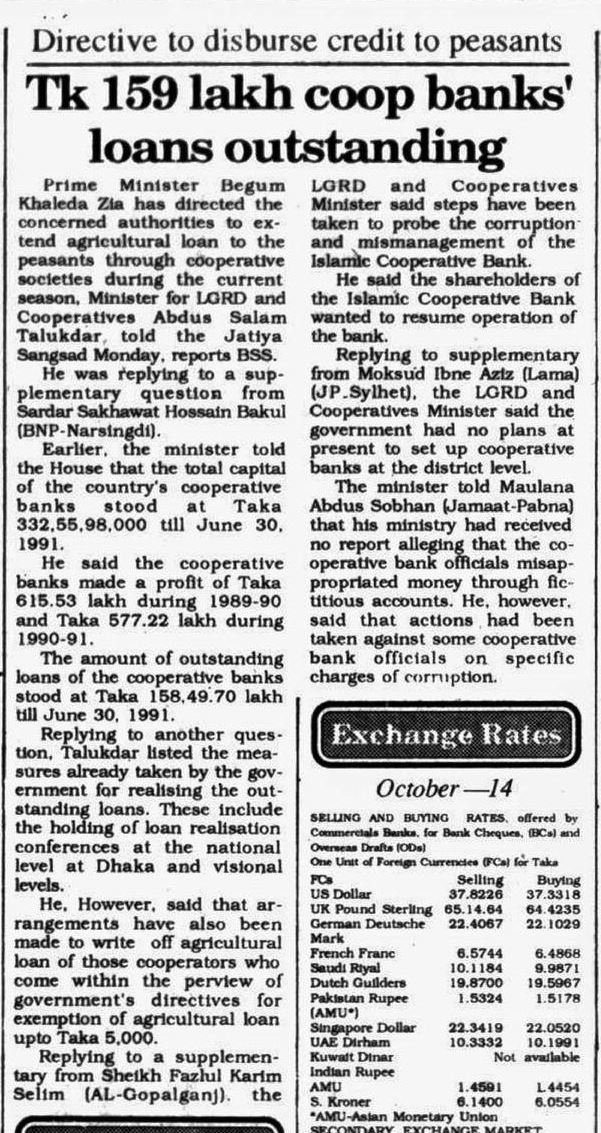 Directive to disburse credit to peasants
Tk 159 lakh coop banks'
loans outstanding
Prime Minister Begum
Khaleda Zia has directed the
concerned authorities to ex-
tend agricultural loan to the
peasants through cooperative
societies during the current
season, Minister for LGRD and
Cooperatives Abdus Salam
Talukdar, told the Jatiya
Sangsad Monday, reports BSS.
He was replying to a sup-
plementary question from
Sardar Sakhawat Hossain Bakul
(BNP-Narsingdi).
Earlier, the minister told
the House that the total capital
of the country's cooperative
banks stood at Taka
332,55,98,000 till June 30,
1991.
He said the cooperative
banks made a profit of Taka
615.53 lakh during 1989-90
and Taka 577.22 lakh during
1990-91.
The amount of outstanding
loans of the cooperative banks
stood at Taka 158,49.70 lakh
till June 30, 1991.
Replying to another ques-
tion, Talukdar listed the mea-
sures already taken by the gov-
ernment for realising the out-
standing loans. These include
the holding of loan realisation
conferences at the national
level at Dhaka and visional
levels.
He, However, said that ar-
rangements have also been
made to write off agricultural
loan of those cooperators who
come within the perview of
government's directives for
exemption of agricultural loan
upto Taka 5,000.
Replying to a supplemen-
tary from Sheikh Fazlul Karim
Selim (AL-Gopalganj), the
LGRD and Cooperatives
Minister said steps have been
taken to probe the corruption
and mismanagement of the
Islamic Cooperative Bank.
He said the shareholders of
the Islamic Cooperative Bank
wanted to resume operation of
the bank.
Replying to supplementary
from Moksud Ibne Aziz (Lama)
(JP-Sylhet), the LGRD and
Cooperatives Minister said the
government had no plans at
present to set up cooperative
banks at the district level.
The minister told Maulana
Abdus Sobhan (Jamaat-Pabna)
that his ministry had received
no report alleging that the co-
operative bank officials misap-
propriated money through fic-
titious accounts. He, however,
said that actions had been
taken against some cooperative
bank officials on specific
charges of corruption.
Exchange Rates
October—14
SELLING AND BUYING RATES, offered by
Commercials Banks, for Bank Cheques, (BCs) and
Overseas Drafts (ODs)
One Unit of Foreign Currencies (FCs) for Taka
FCs Selling Buying
US Dollar 37.8226 37.3318
UK Pound Sterling 65.14.64 64.4235
German Deutsche 22.4067 22.1029
Mark
French Franc 6.5744 6.4868
Saudi Riyal 10.1184 9.9871
Dutch Guilders 19.8700 19.5967
Pakistan Rupee 1.5324 1.5178
(AMU*)
Singapore Dollar 22.3419 22.0520
UAE Dirham 10.3332 10.1991
Kuwait Dinar Not available
Indian Rupee
AMU 1.4591 1.4454
S. Kroner 6.1400 6.0554
*AMU-Asian Monetary Union
SECONDARY EXCHANGE MARKET